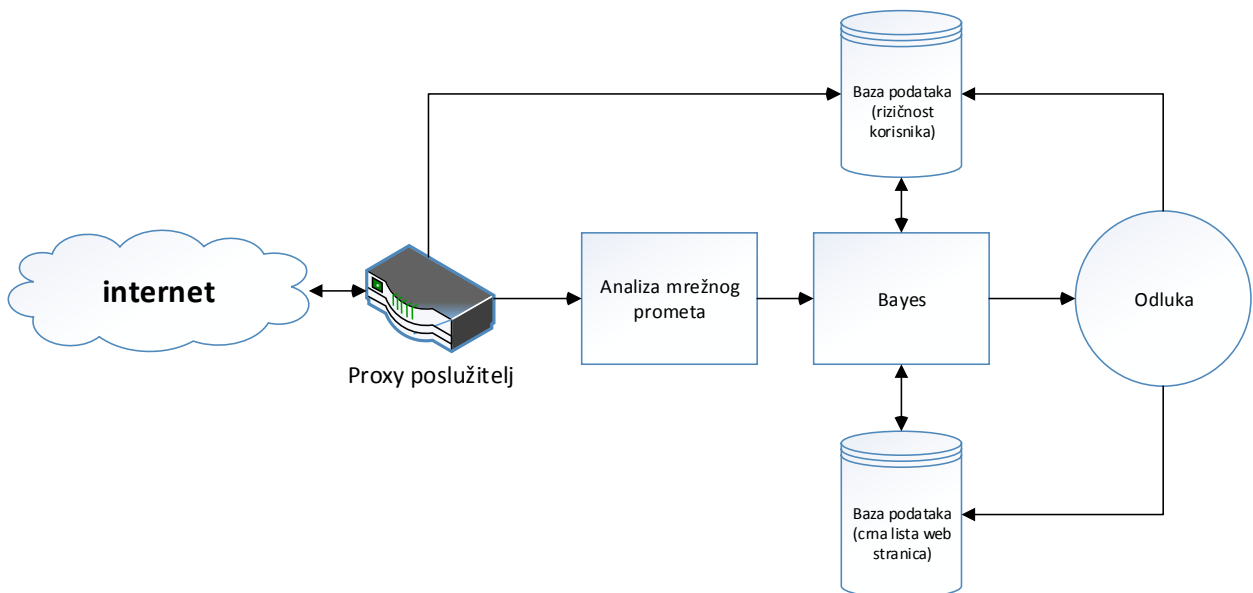 Baza podataka
(rizičnost
korisnika)
internet
Proxy poslužitelj
Analiza mrežnog
prometa
Bayes
Odluka
Baza podataka
(crna lista web
stranica)